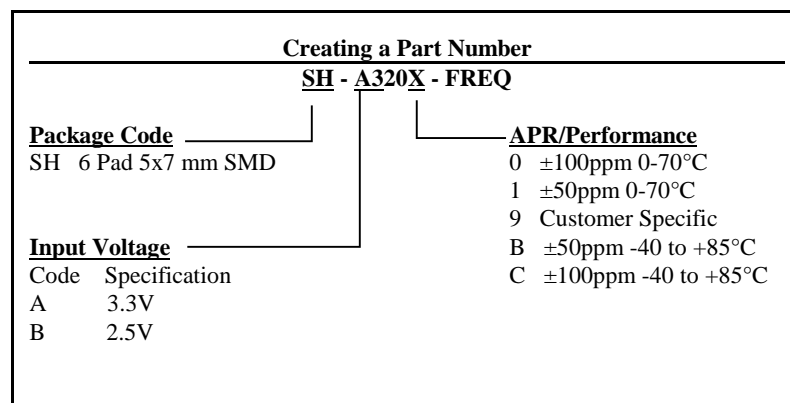 Creating a Part Number
SH - A320X - FREQ
Package Code
SH 6 Pad 5x7 mm SMD
Input Voltage
Code Specification
A 3.3V
B 2.5V
APR/Performance
0 ±100ppm 0-70°C
1 ±50ppm 0-70°C
9 Customer Specific
B ±50ppm -40 to +85°C
C ±100ppm -40 to +85°C